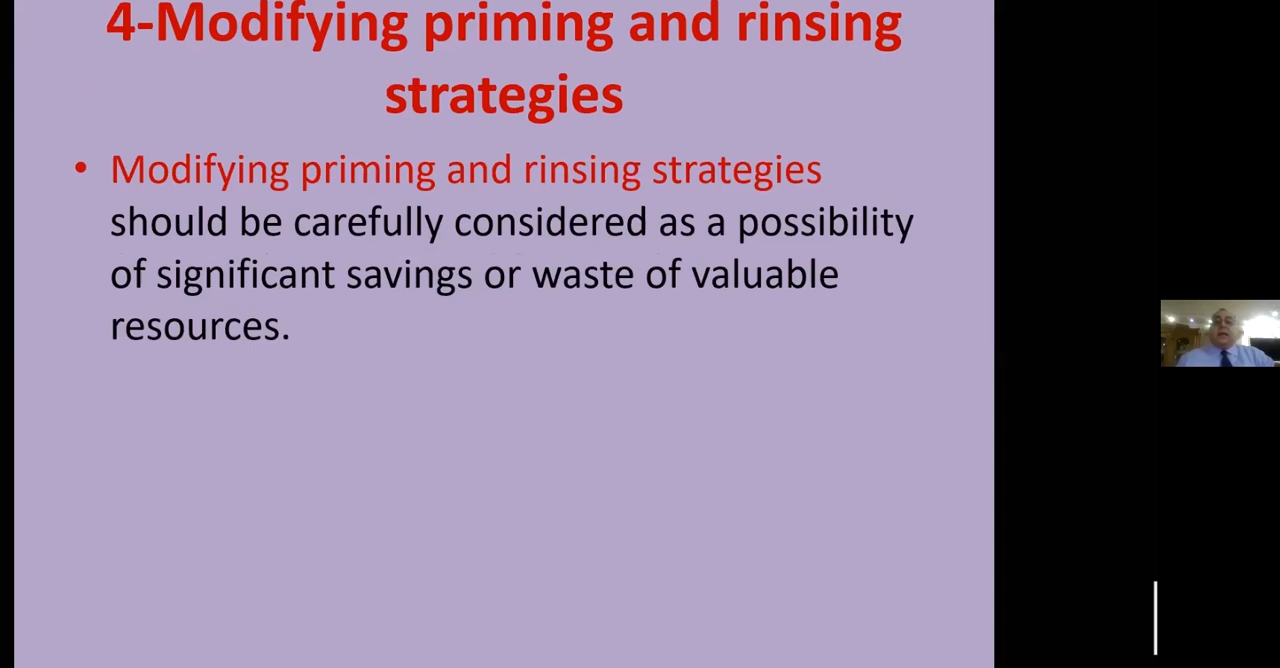 4-Modifying priming and rinsing
strategies
• Modifying priming and rinsing strategies
should be carefully considered as a possibility
of significant savings or waste of valuable
resources.